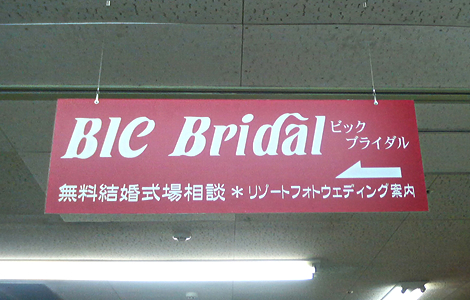 BIC Bridal ビック
ブライダル
無料結婚式場相談＊リゾートフォトウェディング案内